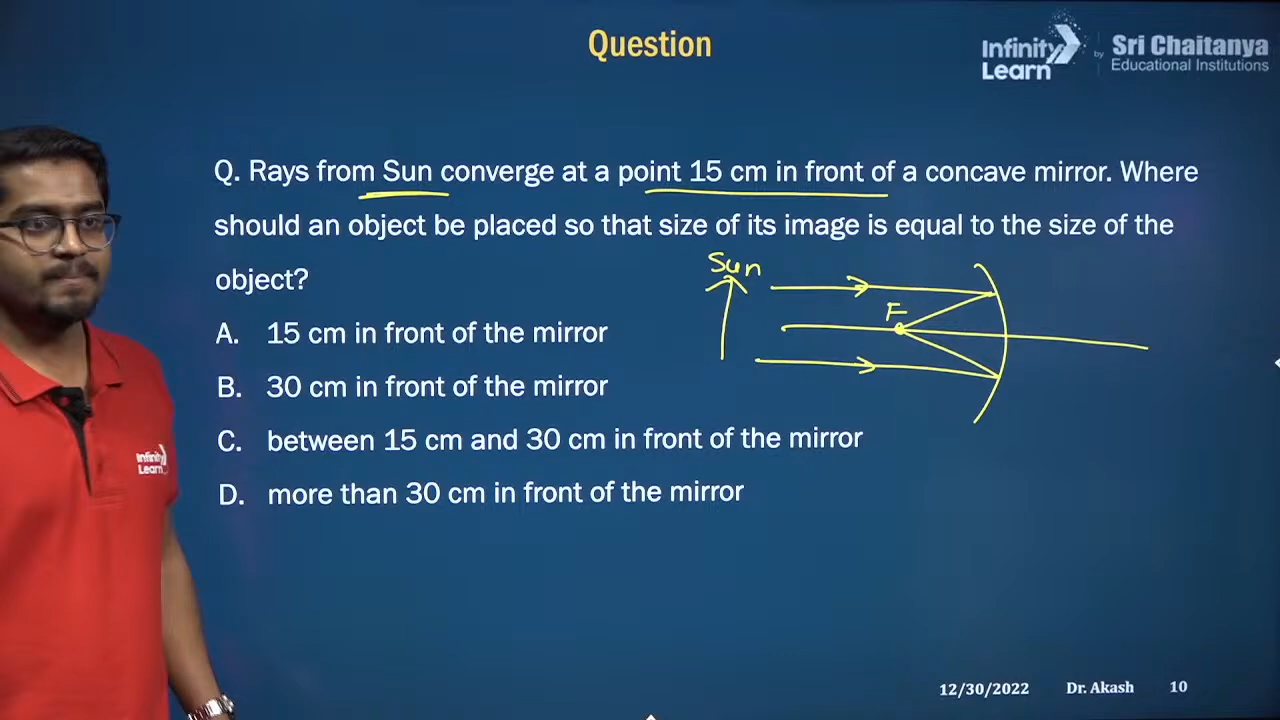 Question
Infinity Learn
by
Sri Chaitanya
Educational Institutions
Q. Rays from Sun converge at a point 15 cm in front of a concave mirror. Where
should an object be placed so that size of its image is equal to the size of the
object?
Sun
F
A. 15 cm in front of the mirror
B. 30 cm in front of the mirror
C. between 15 cm and 30 cm in front of the mirror
D. more than 30 cm in front of the mirror
Infinity
Learn
12/30/2022 Dr. Akash 10